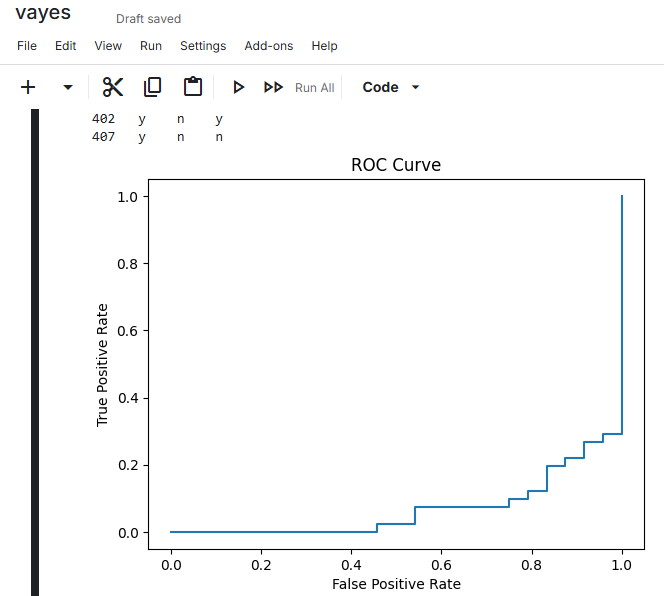 vayes
Draft saved
File Edit View Run Settings Add-ons Help
Run All Code
402 y n y
407 y n n
ROC Curve
1.0
0.8
0.6
0.4
0.2
0.0
True Positive Rate
0.0 0.2 0.4 0.6 0.8 1.0
False Positive Rate